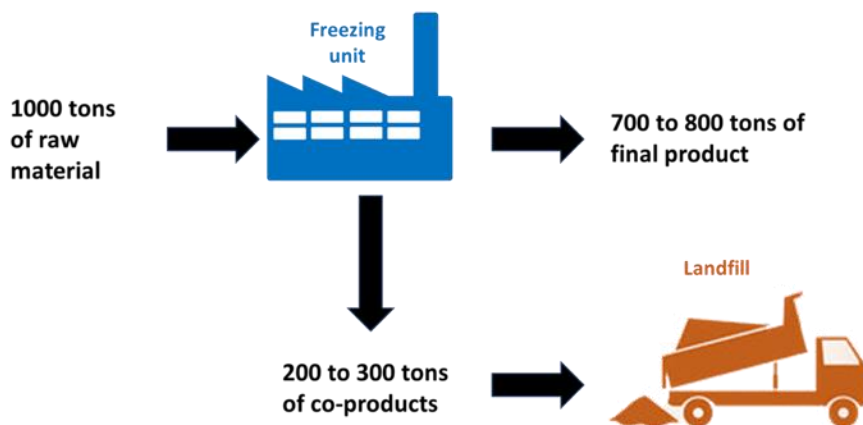 Freezing
unit
1000 tons
of raw
material
700 to 800 tons of
final product
Landfill
200 to 300 tons
of co-products